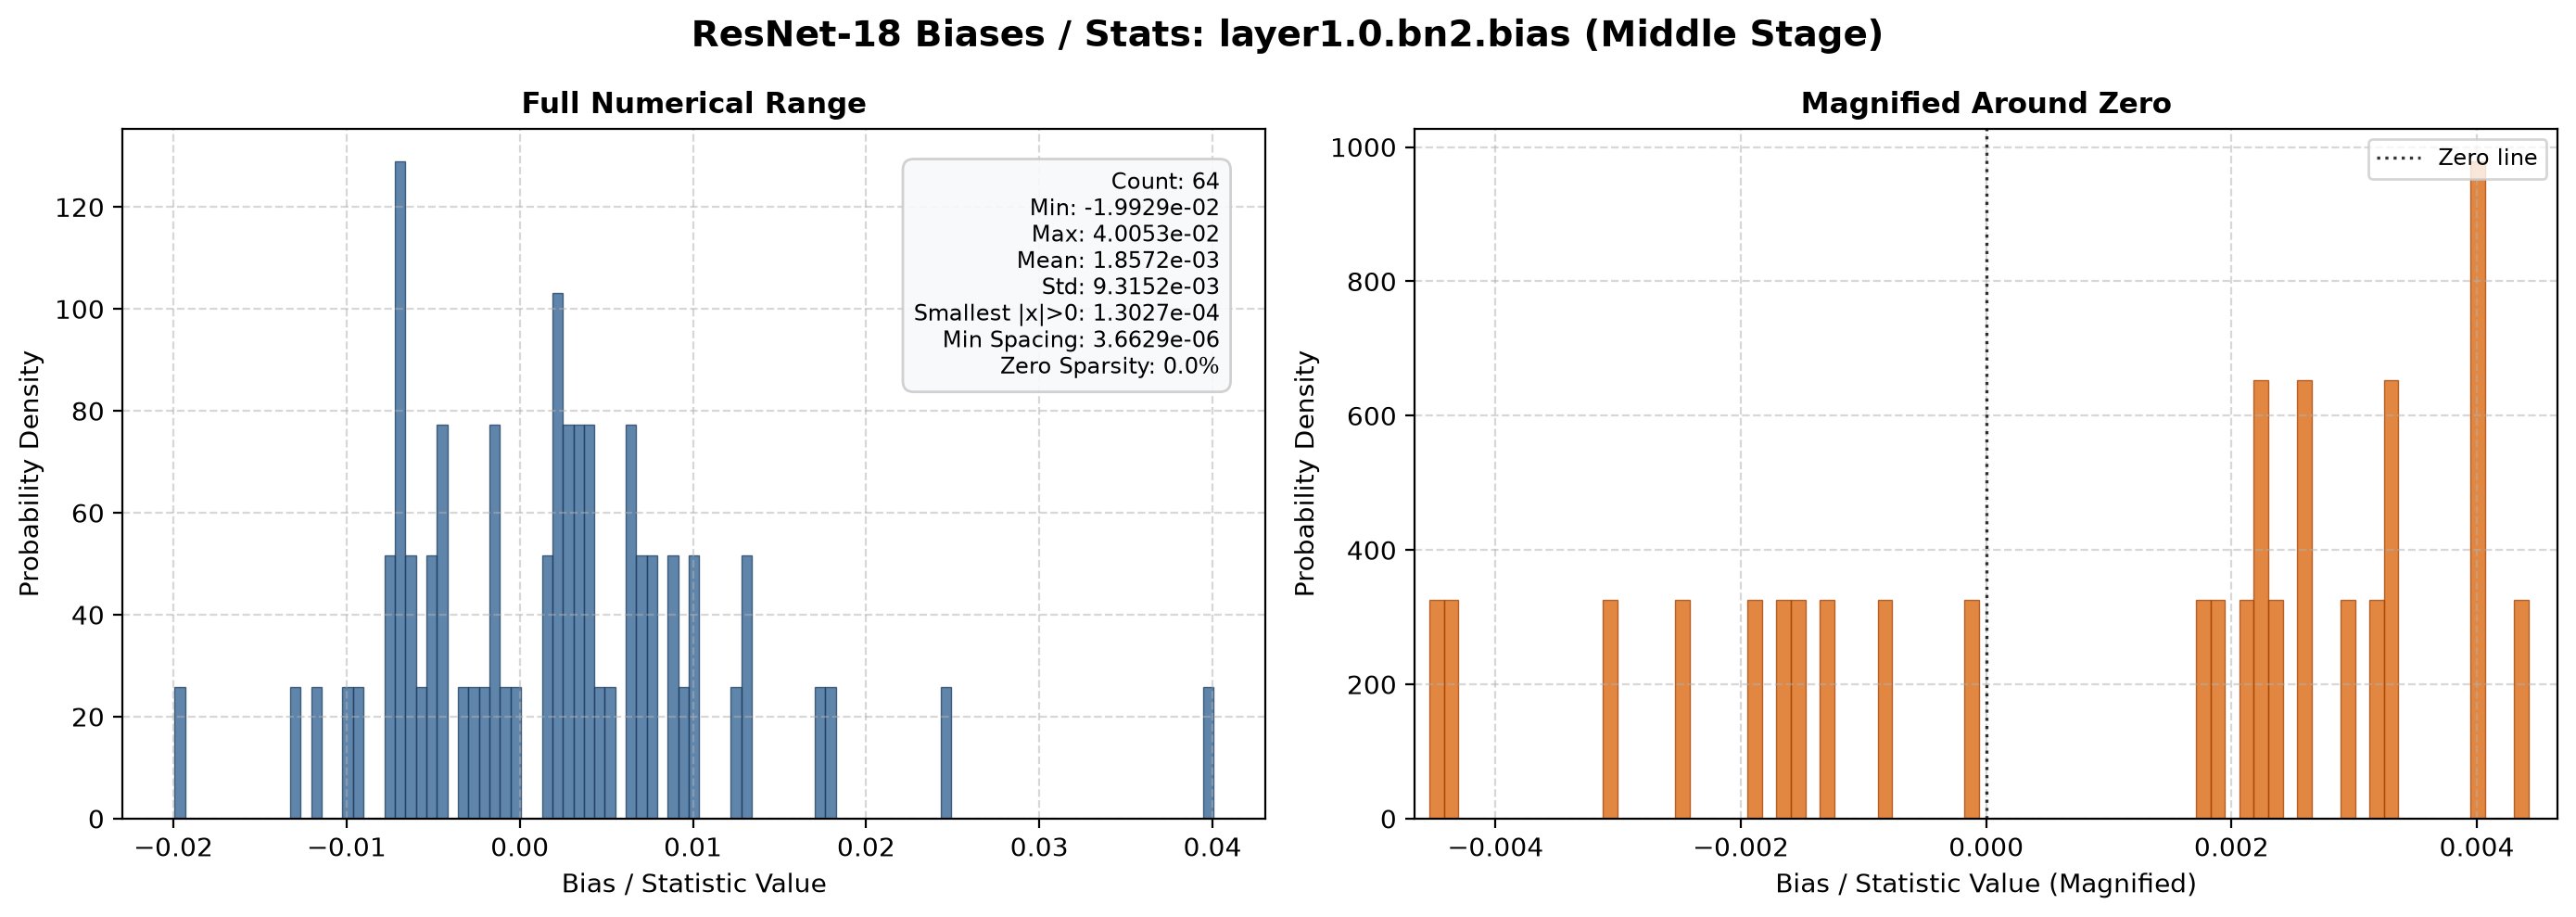 ResNet-18 Biases / Stats: layer1.0.bn2.bias (Middle Stage)
Full Numerical Range
Probability Density
120
100
80
60
40
20
0
Count: 64
Min: -1.9929e-02
Max: 4.0053e-02
Mean: 1.8572e-03
Std: 9.3152e-03
Smallest |x|>0: 1.3027e-04
Min Spacing: 3.6629e-06
Zero Sparsity: 0.0%
−0.02 −0.01 0.00 0.01 0.02 0.03 0.04
Bias / Statistic Value
Magnified Around Zero
Probability Density
1000
800
600
400
200
0
Zero line
−0.004 −0.002 0.000 0.002 0.004
Bias / Statistic Value (Magnified)